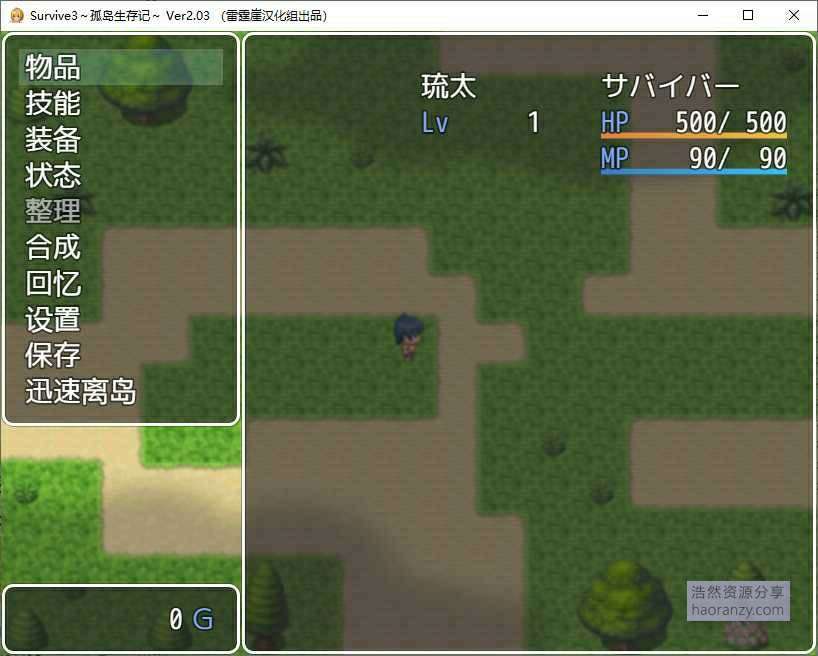 Survive3～孤岛生存记～ Ver2.03 （雷霆崖汉化组出品）
物品
技能
装备
状态
整理
合成
回忆
设置
保存
迅速离岛
琉太 サバイバー
Lv 1 HP 500/ 500
MP 90/ 90
0 G
浩然资源分享
haoranzy.com